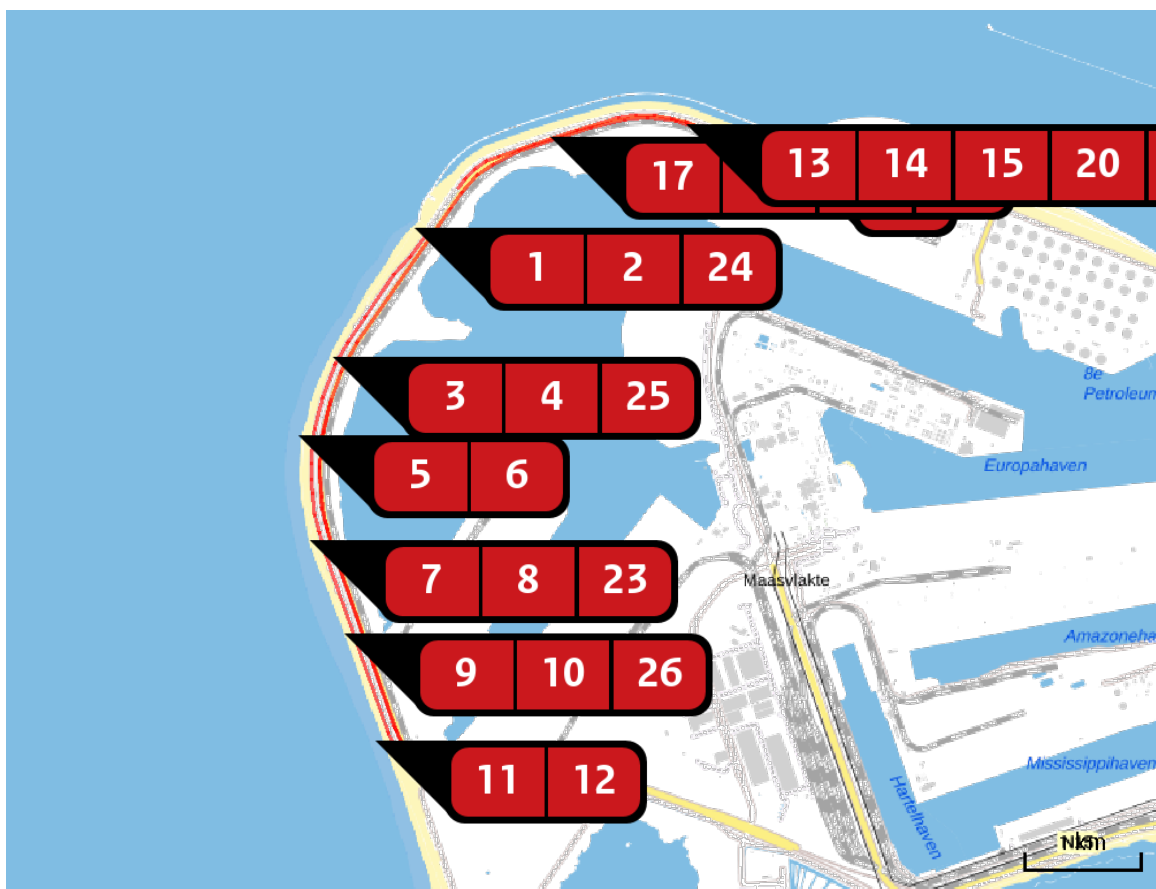 13 14 15 20
17
1 2 24
3 4 25
8e
Petroleum
5 6
Europahaven
7 8 23
Maasvlakte
Amazoneha
9 10 26
Mississippihaven
11 12
Hartelhaven